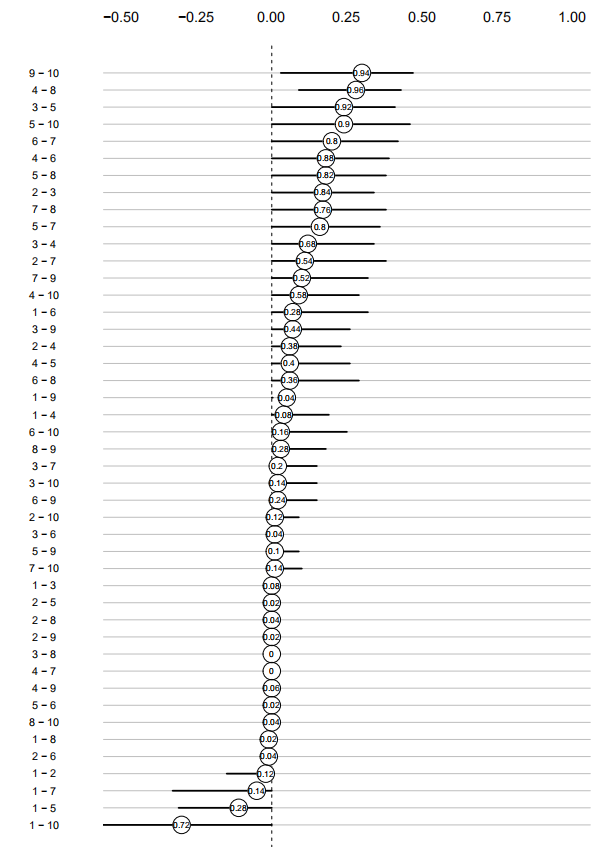 −0.50 −0.25 0.00 0.25 0.50 0.75 1.00
9 − 10 0.94
4 − 8 0.96
3 − 5 0.92
5 − 10 0.9
6 − 7 0.8
4 − 6 0.88
5 − 8 0.82
2 − 3 0.84
7 − 8 0.76
5 − 7 0.8
3 − 4 0.68
2 − 7 0.54
7 − 9 0.52
4 − 10 0.58
1 − 6 0.28
3 − 9 0.44
2 − 4 0.38
4 − 5 0.4
6 − 8 0.36
1 − 9 0.04
1 − 4 0.08
6 − 10 0.16
8 − 9 0.28
3 − 7 0.2
3 − 10 0.14
6 − 9 0.24
2 − 10 0.12
3 − 6 0.04
5 − 9 0.1
7 − 10 0.14
1 − 3 0.08
2 − 5 0.02
2 − 8 0.04
2 − 9 0.02
3 − 8 0
4 − 7 0
4 − 9 0.06
5 − 6 0.02
8 − 10 0.04
1 − 8 0.02
2 − 6 0.04
1 − 2 0.12
1 − 7 0.14
1 − 5 0.28
1 − 10 0.72